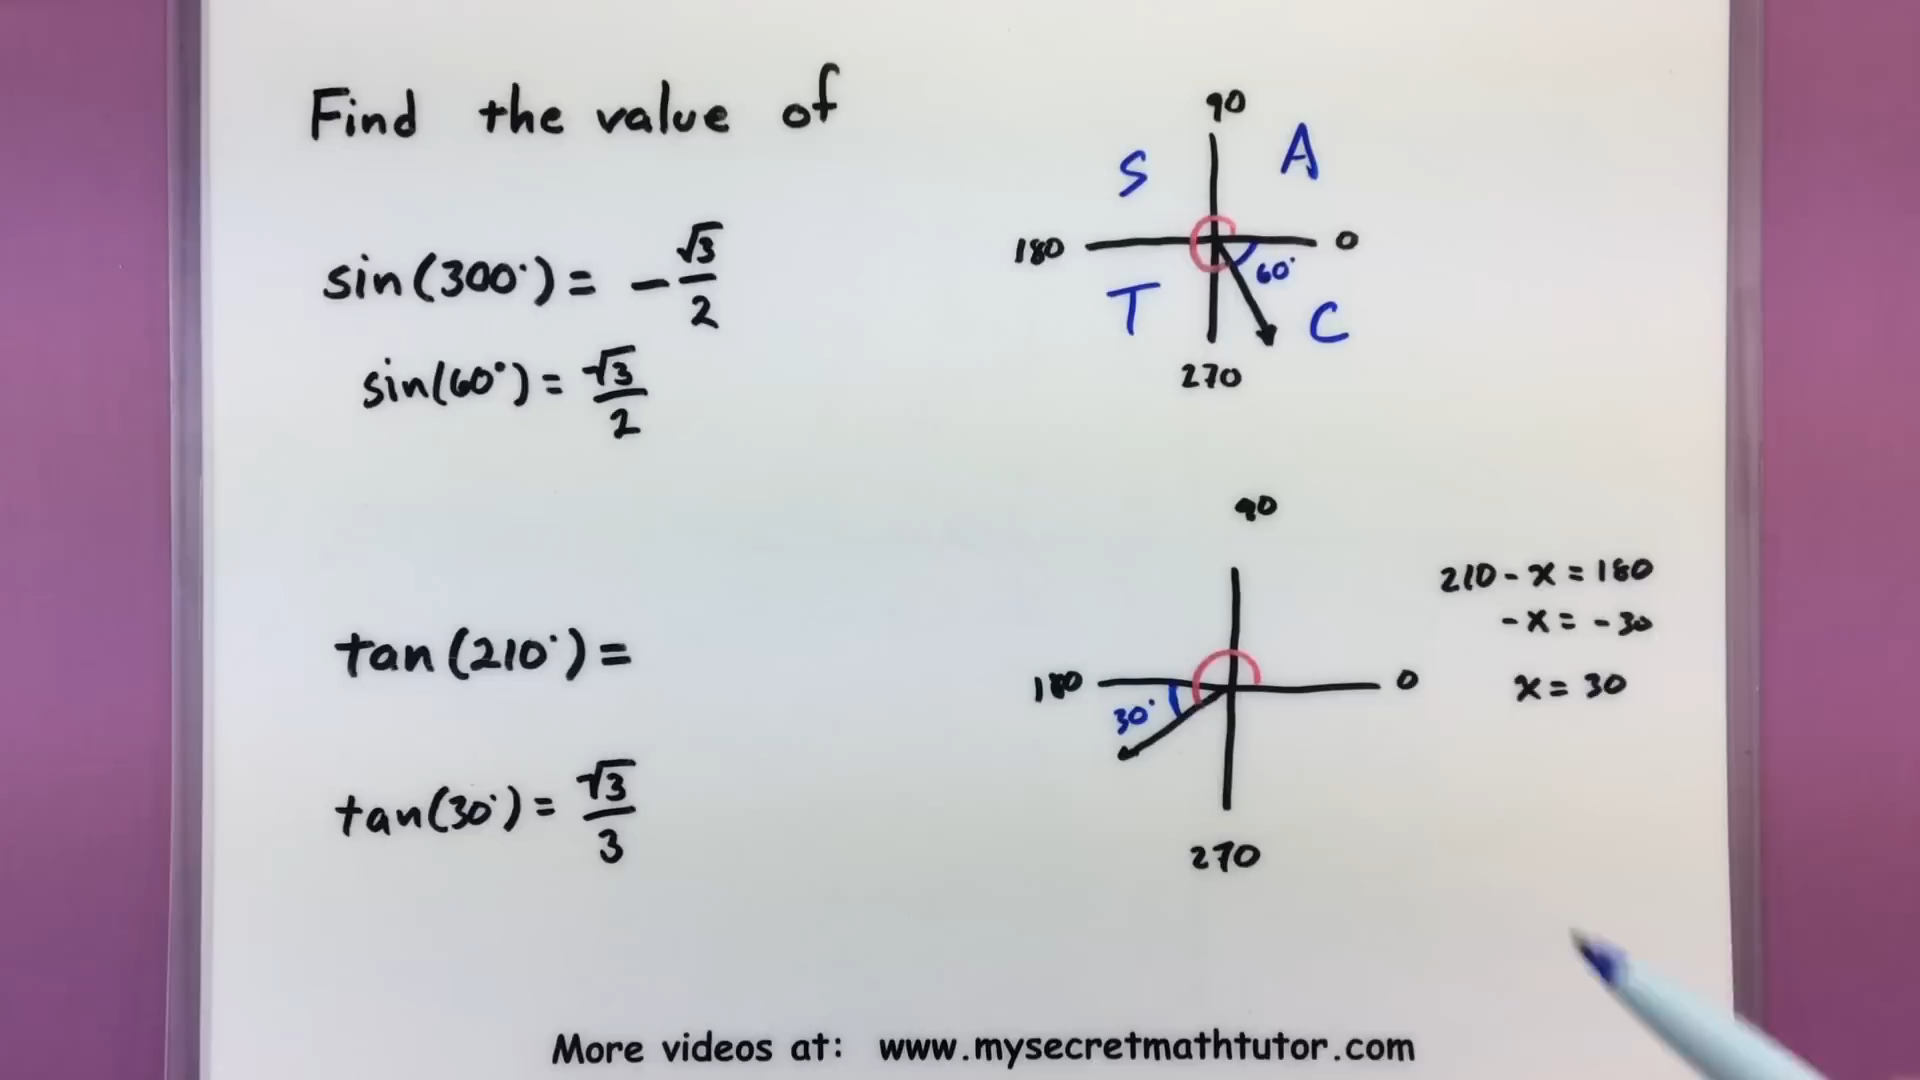 Find the value of
sin(300°) = -√3/2
sin(60°) = √3/2
90
S A
180 0
60°
T C
270
tan(210°) =
tan(30°) = √3/3
90
180 0
30°
270
210 - x = 180
-x = -30
x = 30
More videos at: www.mysecretmathtutor.com